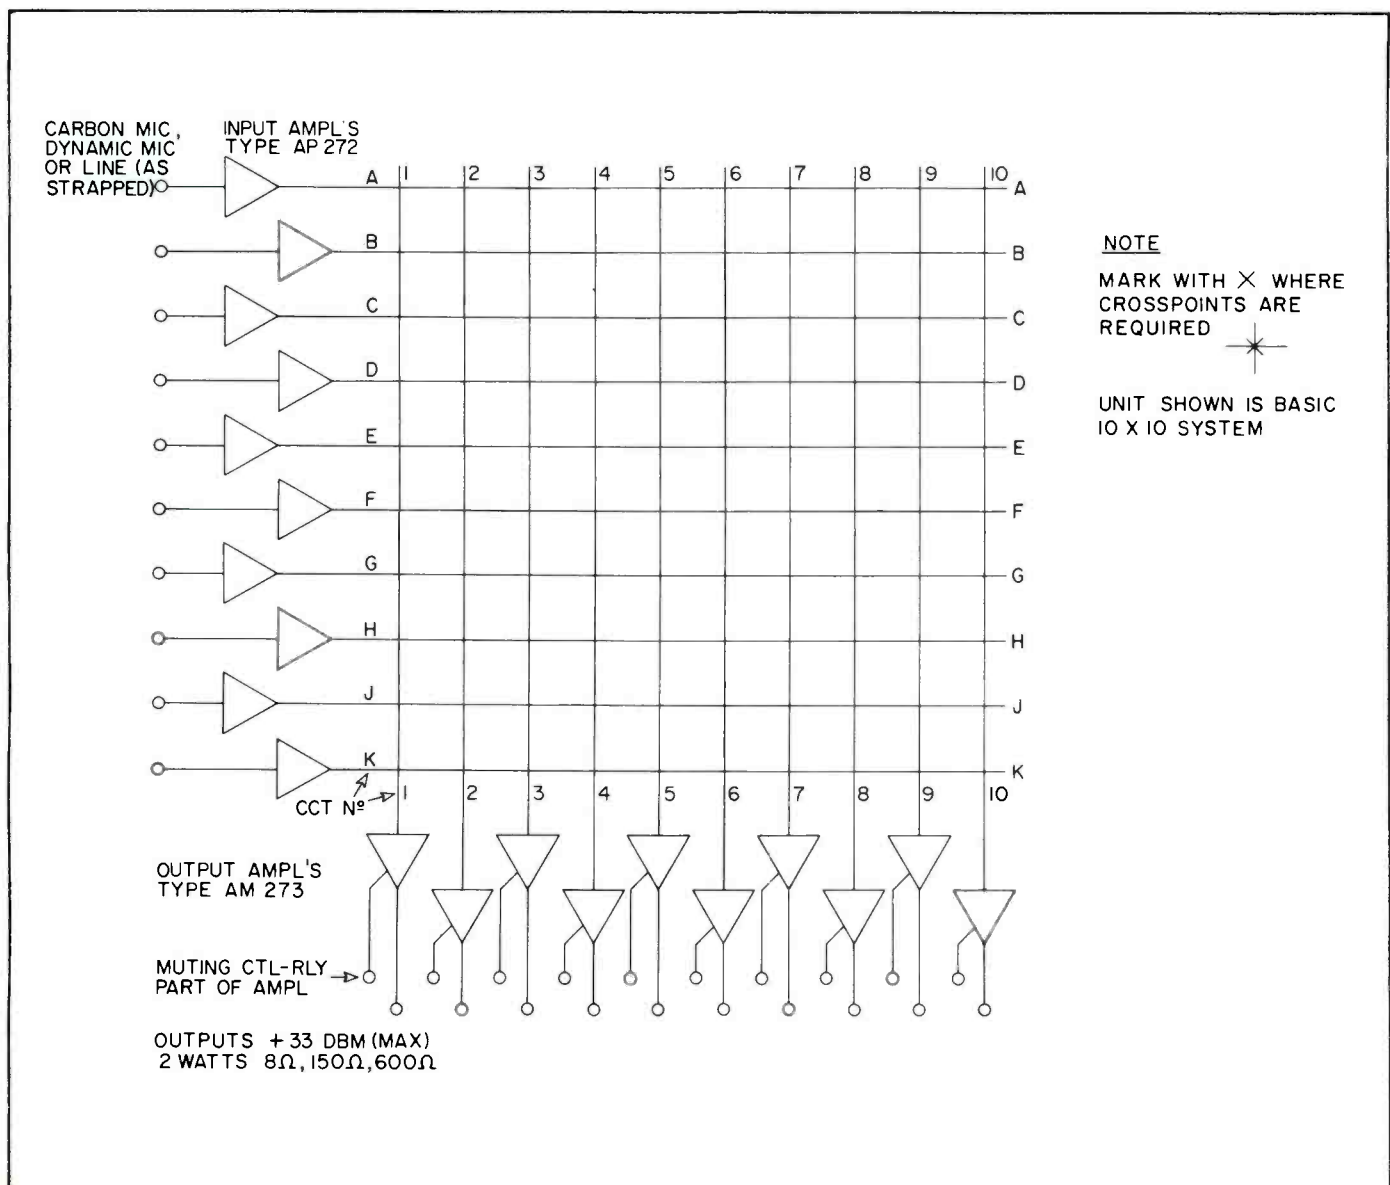 CARBON MIC,
DYNAMIC MIC
OR LINE (AS
STRAPPED)
INPUT AMPL'S
TYPE AP 272
1 2 3 4 5 6 7 8 9 10
A A
B B
C C
D D
E E
F F
G G
H H
J J
K K
1 2 3 4 5 6 7 8 9 10
CCT Nº
NOTE
MARK WITH X WHERE
CROSSPOINTS ARE
REQUIRED
UNIT SHOWN IS BASIC
10 X 10 SYSTEM
OUTPUT AMPL'S
TYPE AM 273
MUTING CTL-RLY
PART OF AMPL
OUTPUTS +33 DBM (MAX)
2 WATTS 8Ω, 150Ω, 600Ω